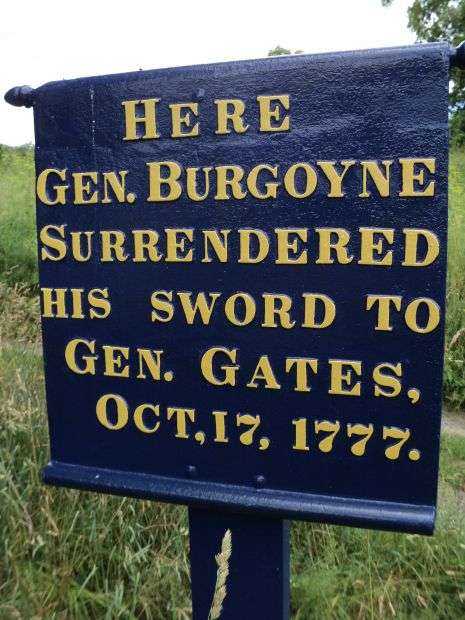 HERE
GEN. BURGOYNE
SURRENDERED
HIS SWORD TO
GEN. GATES,
OCT, 17, 1777.